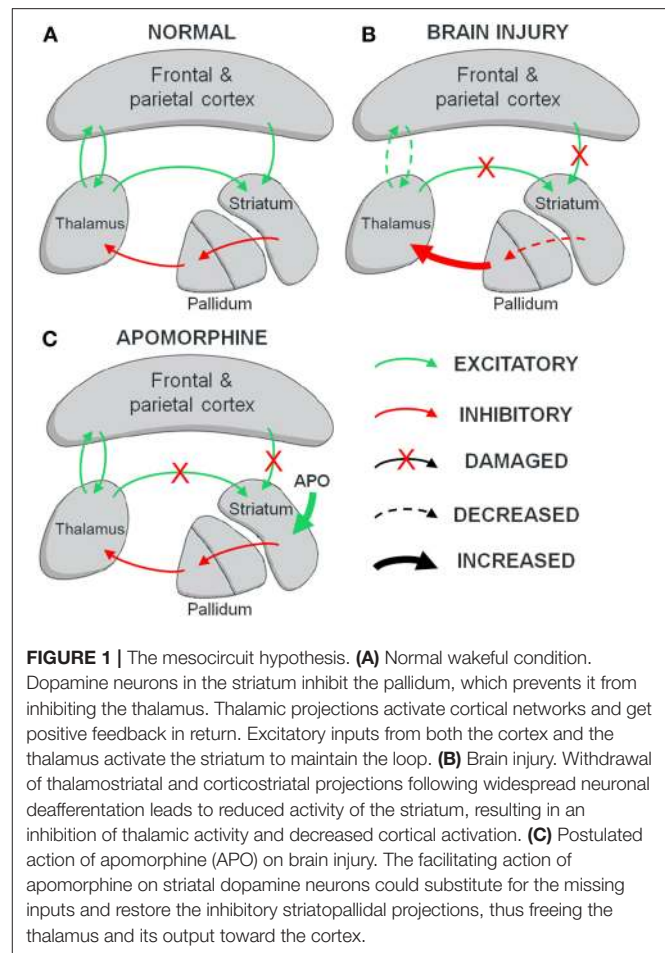 A
NORMAL
Frontal &
parietal cortex
Thalamus
Striatum
Pallidum
B
BRAIN INJURY
Frontal &
parietal cortex
Thalamus
Striatum
Pallidum
C
APOMORPHINE
Frontal &
parietal cortex
APO
Thalamus
Striatum
Pallidum
EXCITATORY
INHIBITORY
DAMAGED
DECREASED
INCREASED
FIGURE 1 | The mesocircuit hypothesis. (A) Normal wakeful condition.
Dopamine neurons in the striatum inhibit the pallidum, which prevents it from
inhibiting the thalamus. Thalamic projections activate cortical networks and get
positive feedback in return. Excitatory inputs from both the cortex and the
thalamus activate the striatum to maintain the loop. (B) Brain injury. Withdrawal
of thalamostriatal and corticostriatal projections following widespread neuronal
deafferentation leads to reduced activity of the striatum, resulting in an
inhibition of thalamic activity and decreased cortical activation. (C) Postulated
action of apomorphine (APO) on brain injury. The facilitating action of
apomorphine on striatal dopamine neurons could substitute for the missing
inputs and restore the inhibitory striatopallidal projections, thus freeing the
thalamus and its output toward the cortex.